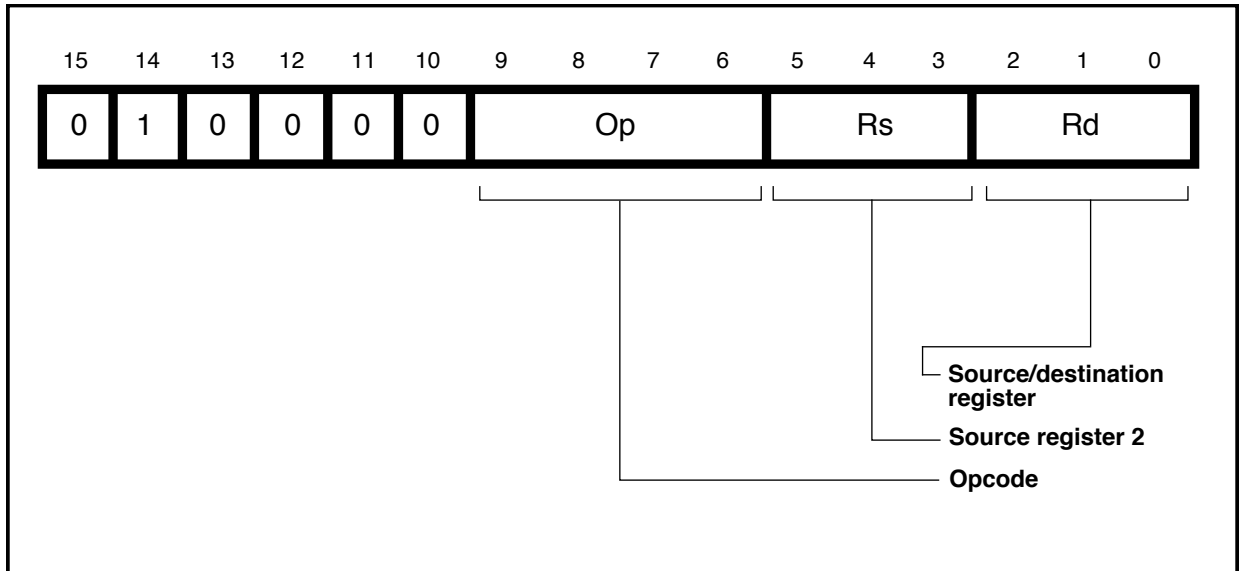 15 14 13 12 11 10 9 8 7 6 5 4 3 2 1 0
0 1 0 0 0 0 Op Rs Rd
Source/destination
register
Source register 2
Opcode